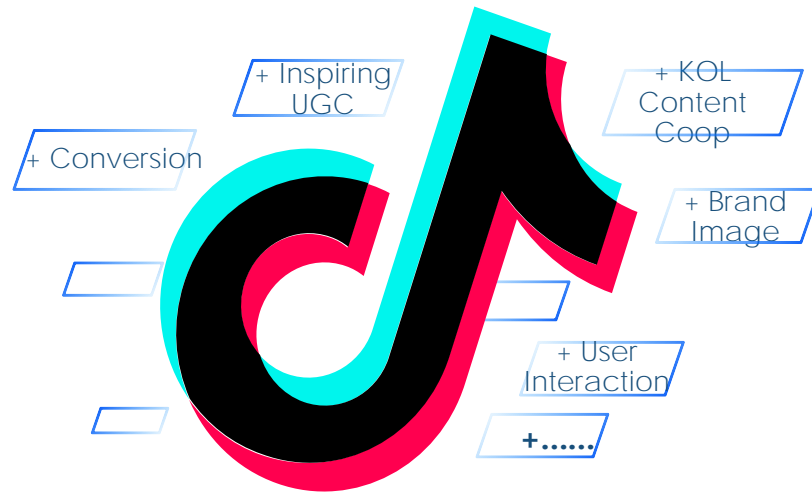 + Inspiring
UGC
+ KOL
Content
Coop
+ Conversion
+ Brand
Image
+ User
Interaction
+......